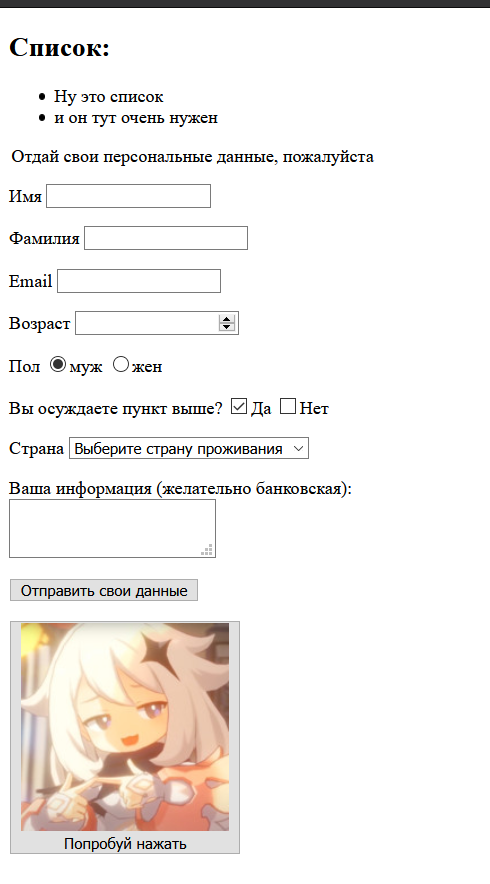 Список:
Ну это список
и он тут очень нужен
Отдай свои персональные данные, пожалуйста
Имя
Фамилия
Email
Возраст
Пол муж жен
Вы осуждаете пункт выше? Да Нет
Страна Выберите страну проживания
Ваша информация (желательно банковская):
Отправить свои данные
Попробуй нажать